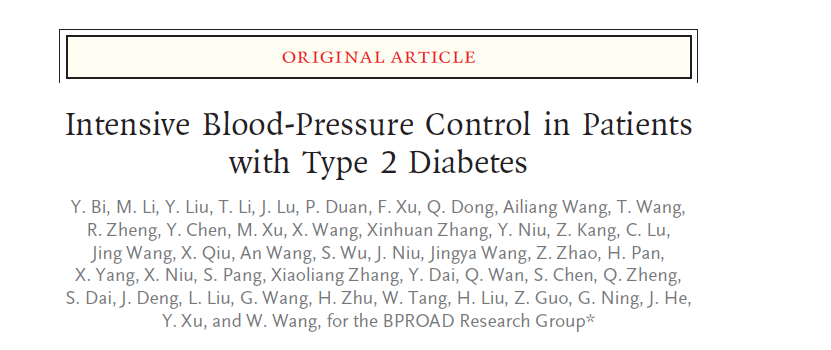 ORIGINAL ARTICLE
Intensive Blood-Pressure Control in Patients
with Type 2 Diabetes
Y. Bi, M. Li, Y. Liu, T. Li, J. Lu, P. Duan, F. Xu, Q. Dong, Ailiang Wang, T. Wang,
R. Zheng, Y. Chen, M. Xu, X. Wang, Xinhuan Zhang, Y. Niu, Z. Kang, C. Lu,
Jing Wang, X. Qiu, An Wang, S. Wu, J. Niu, Jingya Wang, Z. Zhao, H. Pan,
X. Yang, X. Niu, S. Pang, Xiaoliang Zhang, Y. Dai, Q. Wan, S. Chen, Q. Zheng,
S. Dai, J. Deng, L. Liu, G. Wang, H. Zhu, W. Tang, H. Liu, Z. Guo, G. Ning, J. He,
Y. Xu, and W. Wang, for the BPROAD Research Group*